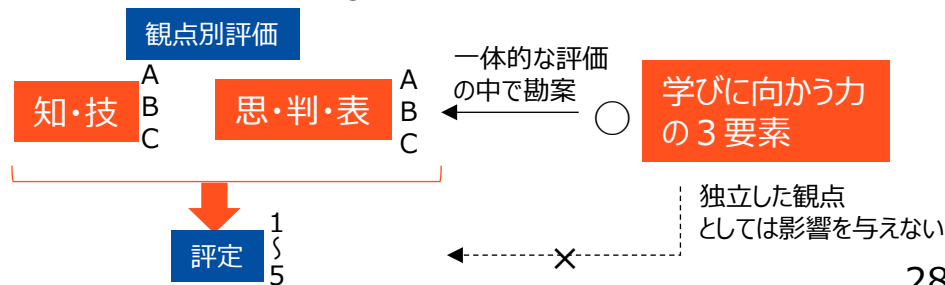 観点別評価
知・技
A
B
C
思・判・表
A
B
C
一体的な評価
の中で勘案
○
学びに向かう力
の３要素
独立した観点
としては影響を与えない
×
評定
1
〜
5
28